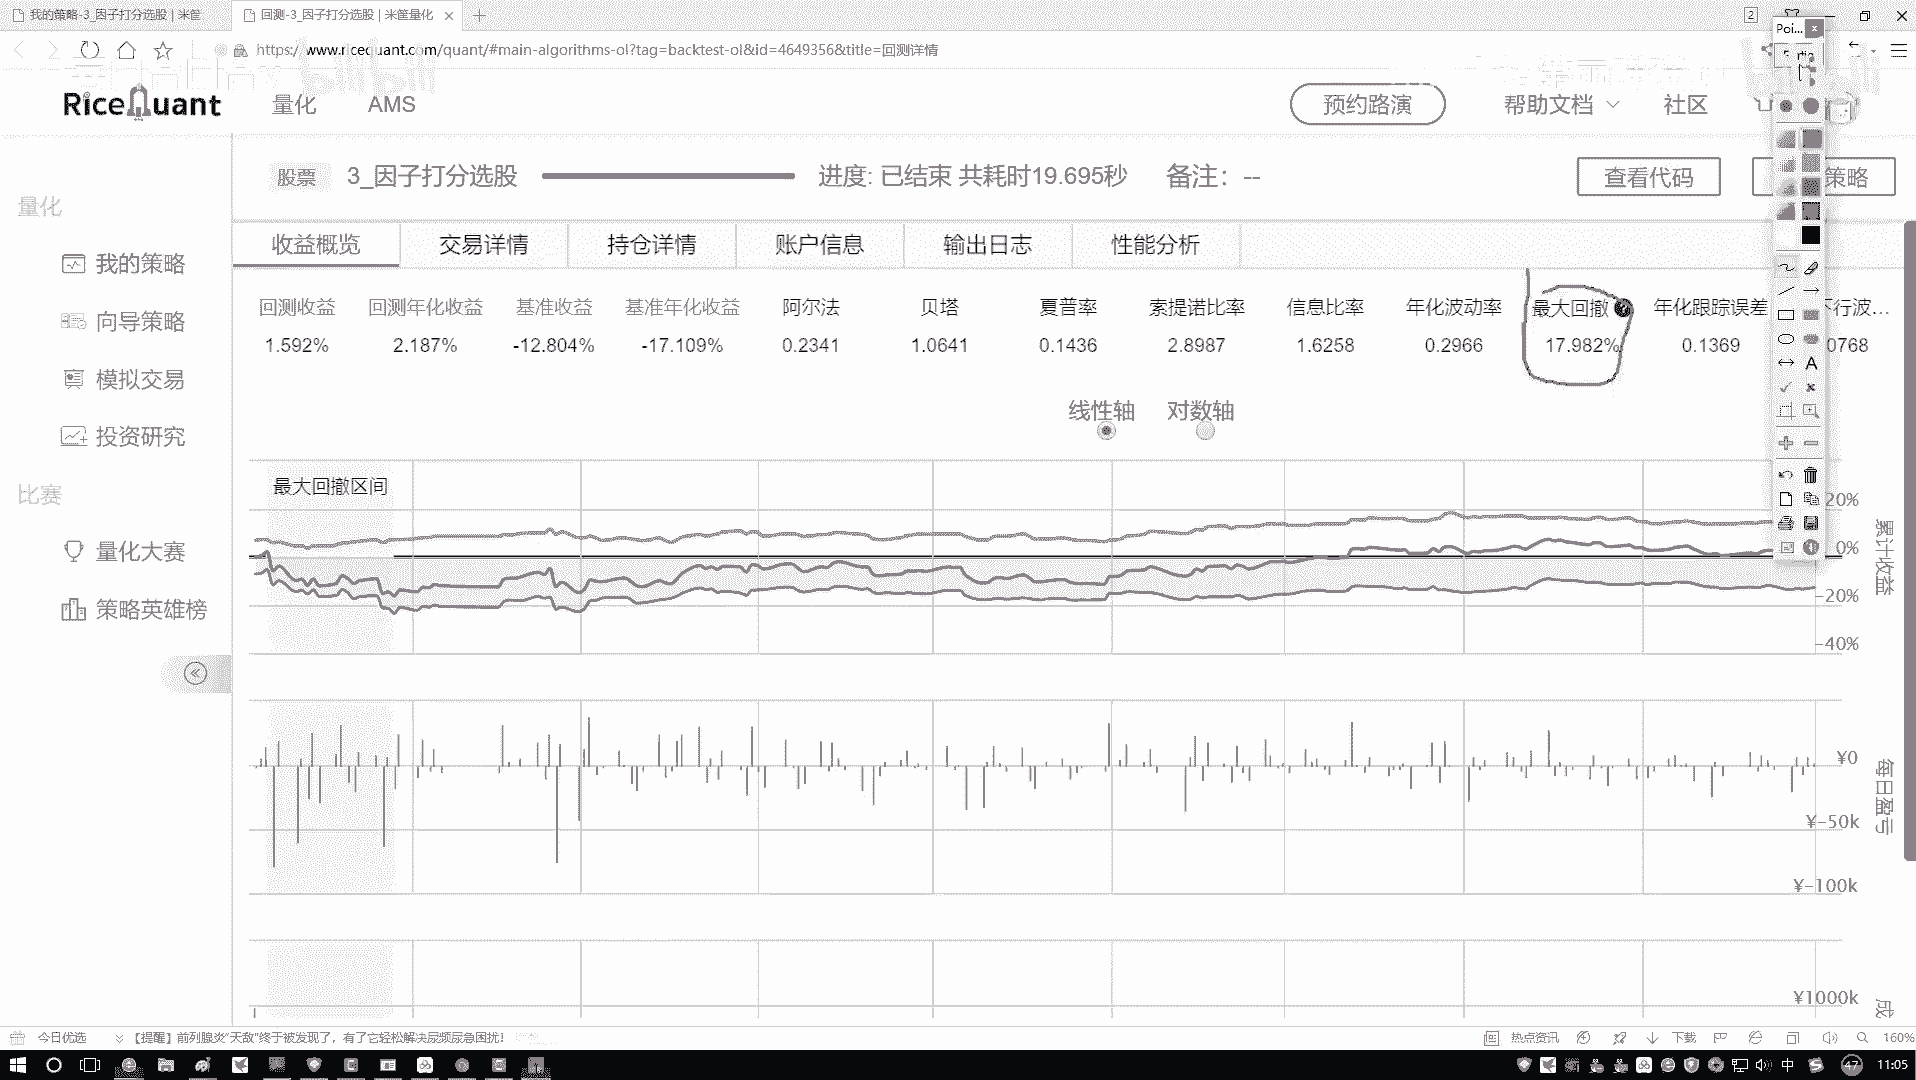 我的策略-3_因子打分选股 | 米筐
回测-3_因子打分选股 | 米筐量化
2
Poi...
https://www.ricequant.com/quant/#main-algorithms-ol?tag=backtest-ol&id=4649356&title=回测详情
bilibili
RiceQuant
量化
AMS
预约路演
帮助文档
社区
股票
3_因子打分选股
进度: 已结束 共耗时19.695秒
备注：--
查看代码
策略
量化
我的策略
向导策略
模拟交易
投资研究
比赛
量化大赛
策略英雄榜
收益概览
交易详情
持仓详情
账户信息
输出日志
性能分析
回测收益 回测年化收益 基准收益 基准年化收益 阿尔法 贝塔 夏普率 索提诺比率 信息比率 年化波动率 最大回撤 年化跟踪误差 下行波...
1.592% 2.187% -12.804% -17.109% 0.2341 1.0641 0.1436 2.8987 1.6258 0.2966 17.982% 0.1369 0768
线性轴 对数轴
最大回撤区间
20%
0%
-20%
-40%
累计收益
¥0
¥-50k
¥-100k
每日盈亏
¥1000k
成
今日优选
【提醒】前列腺炎"天敌"终于被发现了，有了它轻松解决尿频尿急困扰!
热点资讯
下载
160%
中
47
11:05